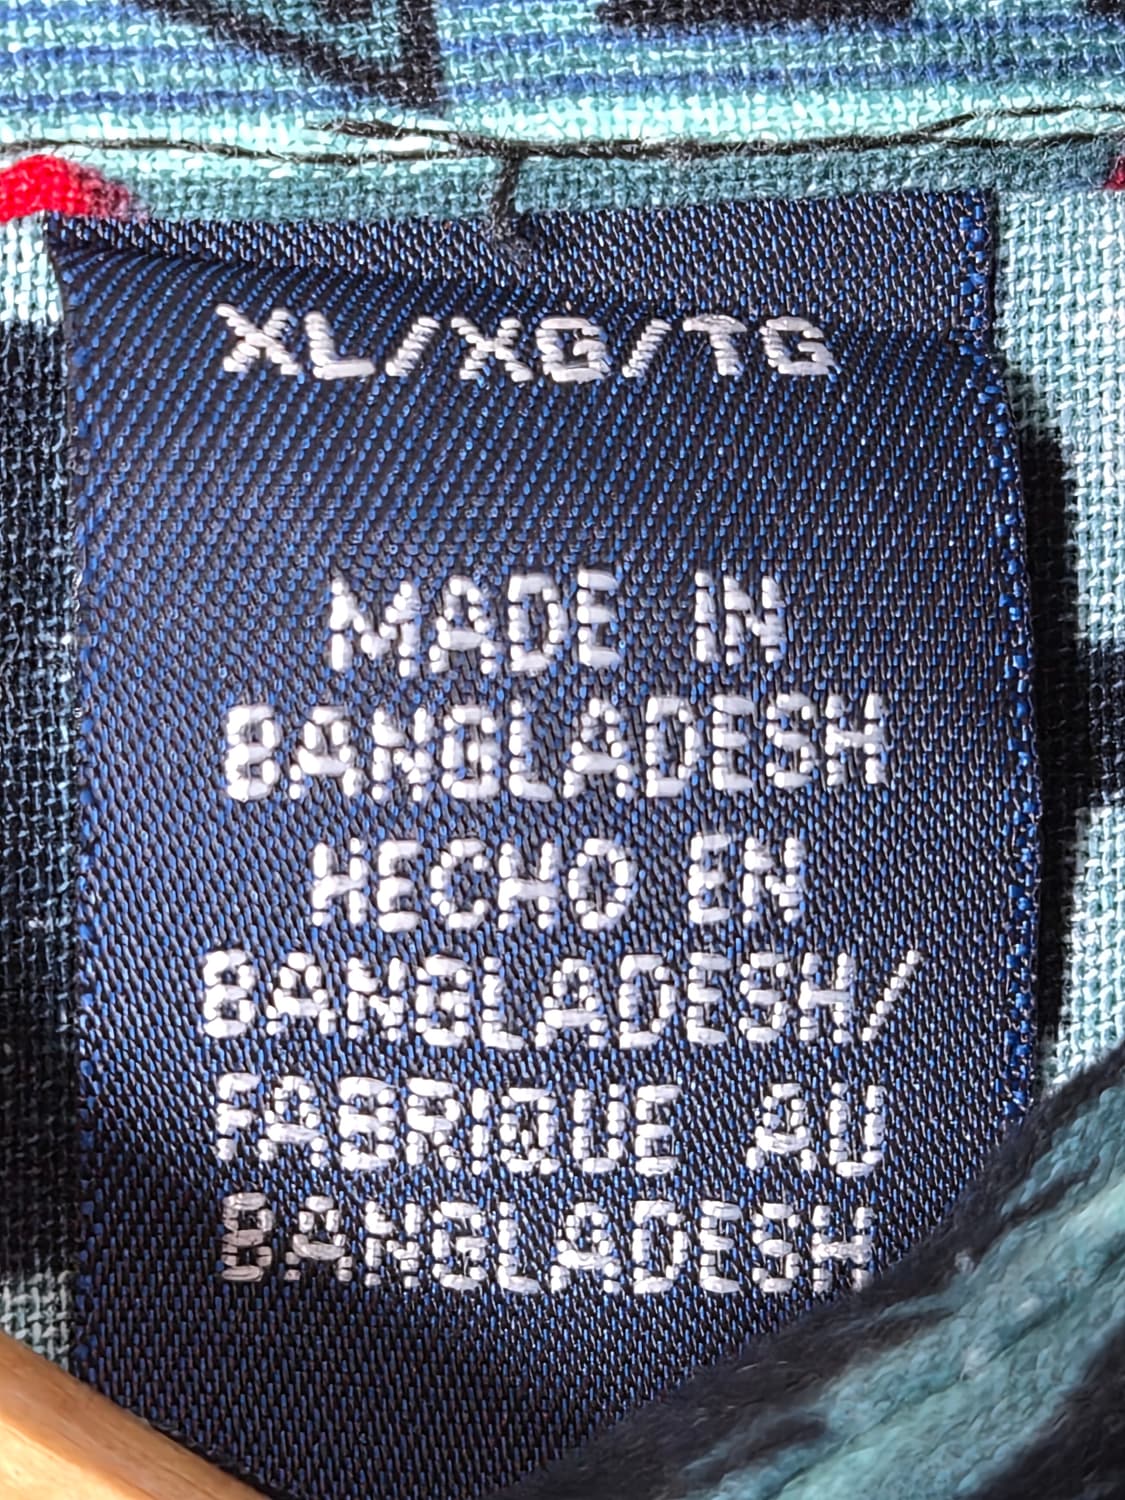 XL/XG/TG
MADE IN
BANGLADESH
HECHO EN
BANGLADESH/
FABRIQUE AU
BANGLADESH